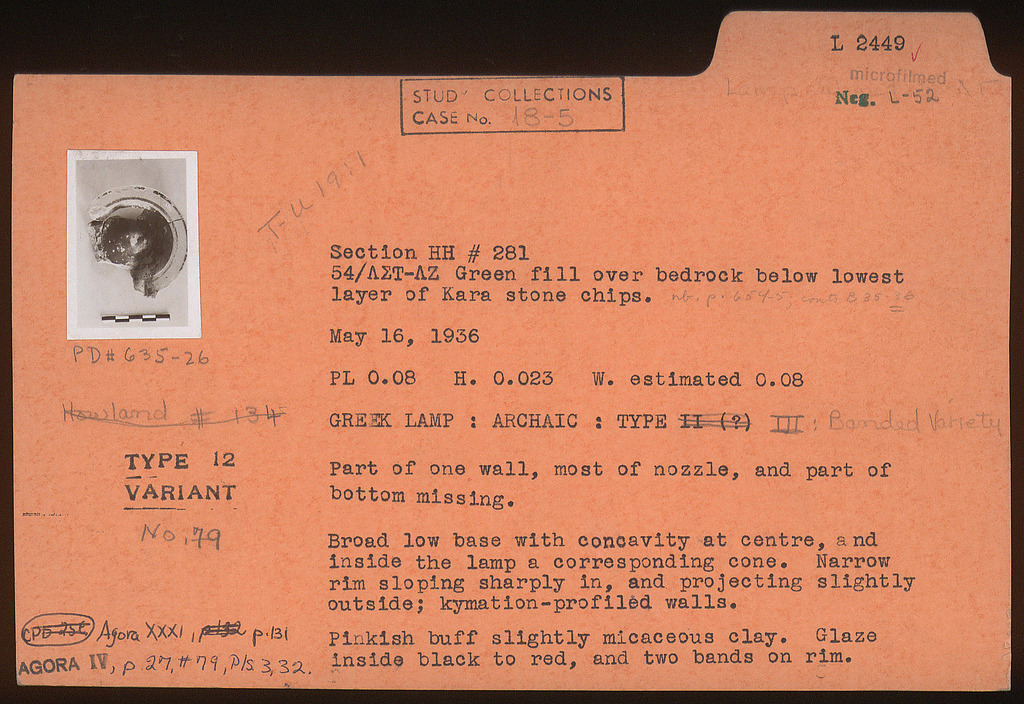 L 2449 ✓
microfilmed
Neg. L-52
STUD' COLLECTIONS
CASE No. 18-5
T-U 1911
Section HH # 281
54/ΛΣΤ-ΛΖ Green fill over bedrock below lowest
layer of Kara stone chips. nb. p. 654-5
May 16, 1936
PD# 635-26
PL 0.08 H. 0.023 W. estimated 0.08
Howland # 134
GREEK LAMP : ARCHAIC : TYPE II (?) III : Banded Variety
TYPE 12
VARIANT
No. 79
Part of one wall, most of nozzle, and part of
bottom missing.
Broad low base with concavity at centre, and
inside the lamp a corresponding cone. Narrow
rim sloping sharply in, and projecting slightly
outside; kymation-profiled walls.
Agora XXXI, p. 131
AGORA IV, p. 27, # 79, Pls 3, 32.
Pinkish buff slightly micaceous clay. Glaze
inside black to red, and two bands on rim.